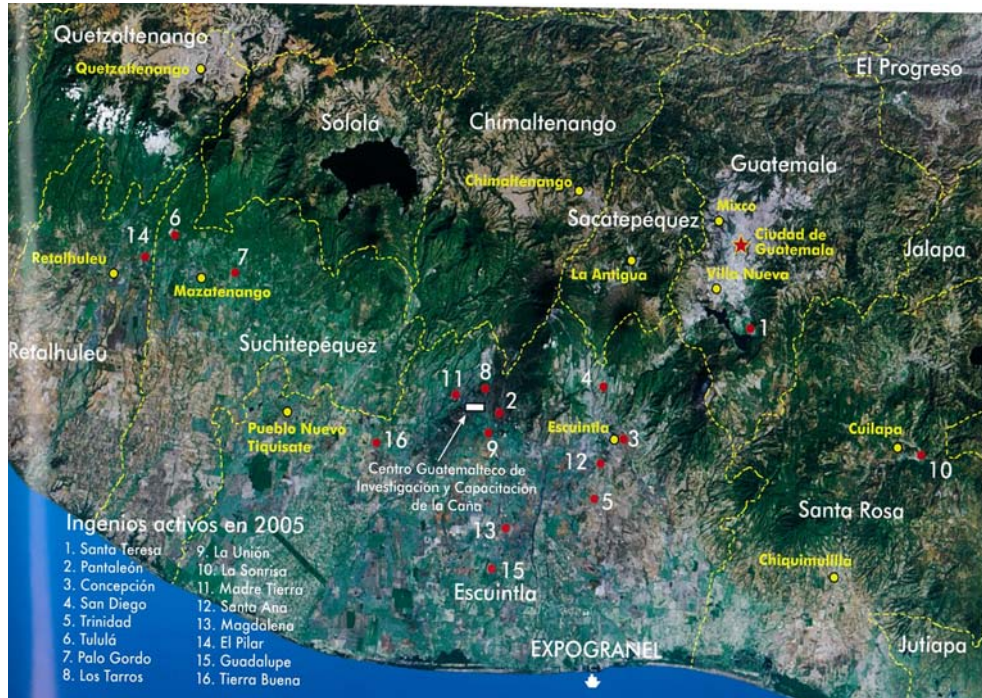 Quetzaltenango
Quetzaltenango
El Progreso
Sololá
Chimaltenango
Chimaltenango
Guatemala
Mixco
Sacatepéquez
Ciudad de
Guatemala
Jalapa
La Antigua
Villa Nueva
6
14
7
Retalhuleu
Mazatenango
1
Retalhuleu
Suchitepéquez
8
11
4
2
Pueblo Nuevo
Tiquisate
16
9
Escuintla
3
Cuilapa
10
Centro Guatemalteco de
Investigación y Capacitación
de la Caña
12
5
Santa Rosa
13
15
Escuintla
Chiquimulilla
Jutiapa
EXPOGRANEL
Ingenios activos en 2005
1. Santa Teresa
2. Pantaleón
3. Concepción
4. San Diego
5. Trinidad
6. Tululá
7. Palo Gordo
8. Los Tarros
9. La Unión
10. La Sonrisa
11. Madre Tierra
12. Santa Ana
13. Magdalena
14. El Pilar
15. Guadalupe
16. Tierra Buena